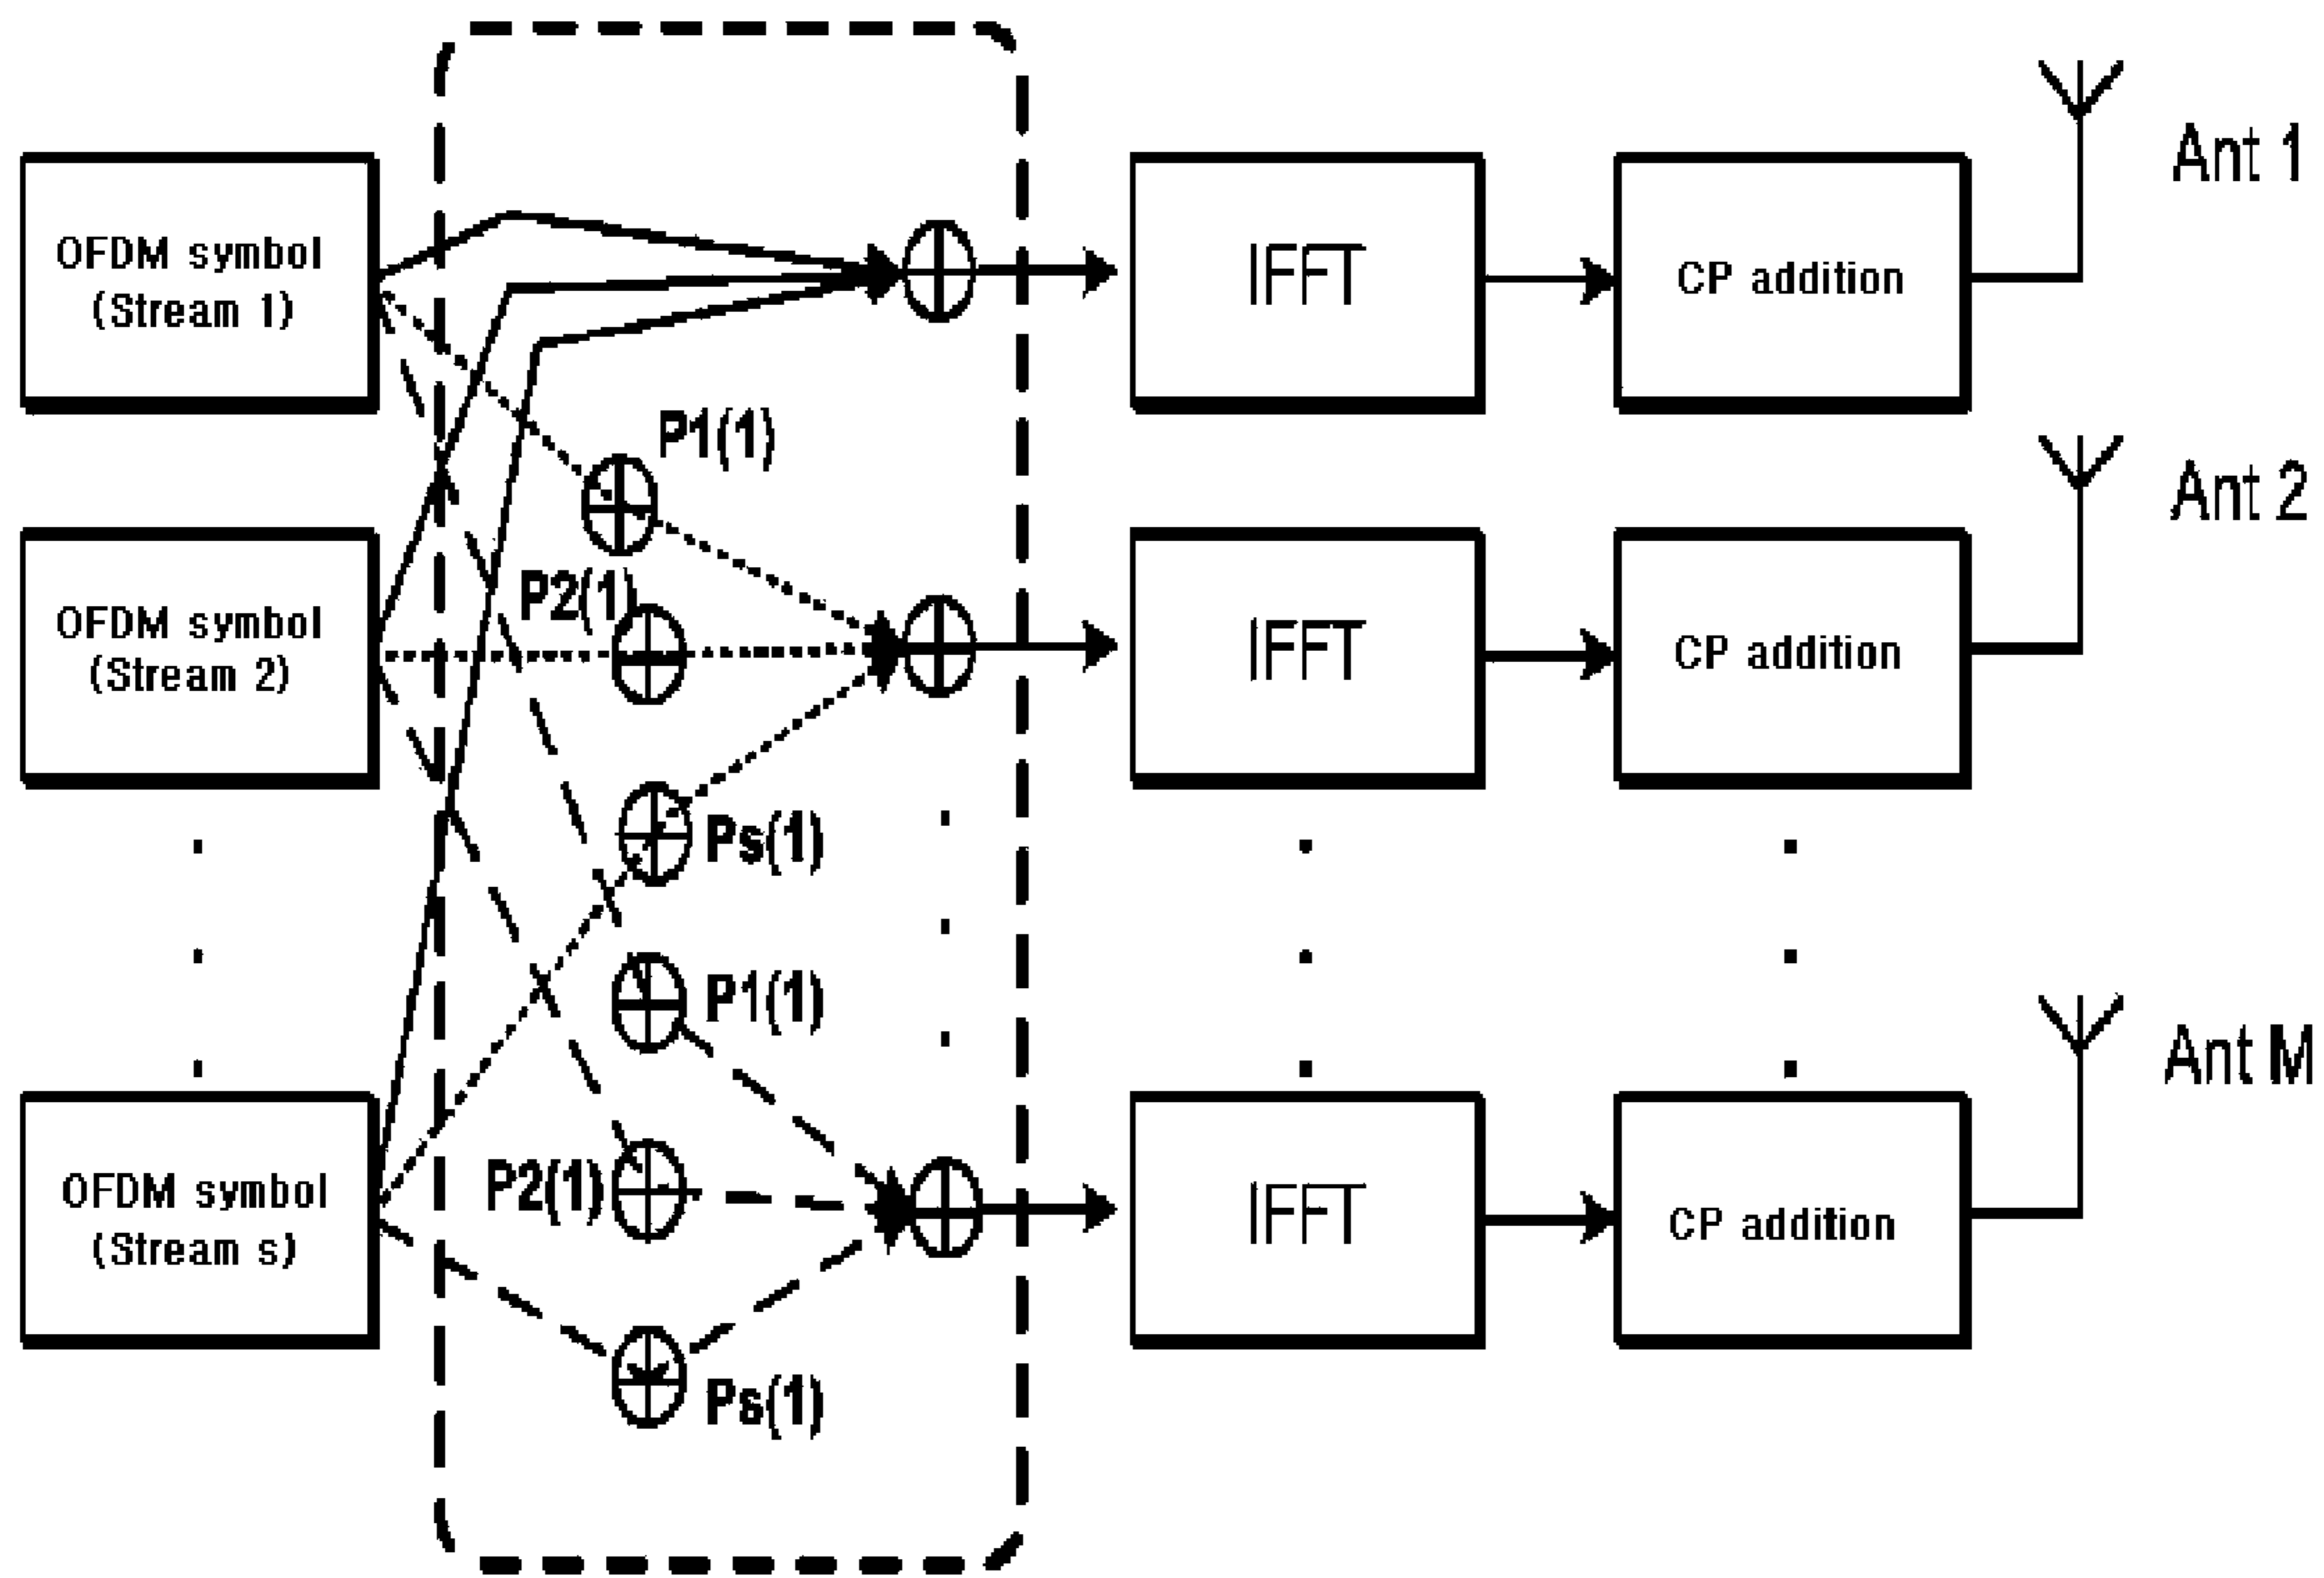 Ant 1
OFDM symbol
(Stream 1)
IFFT
CP addition
P1(1)
Ant 2
P2(1)
OFDM symbol
(Stream 2)
IFFT
CP addition
Ps(1)
P1(1)
Ant M
P2(1)
OFDM symbol
(Stream s)
IFFT
CP addition
Ps(1)